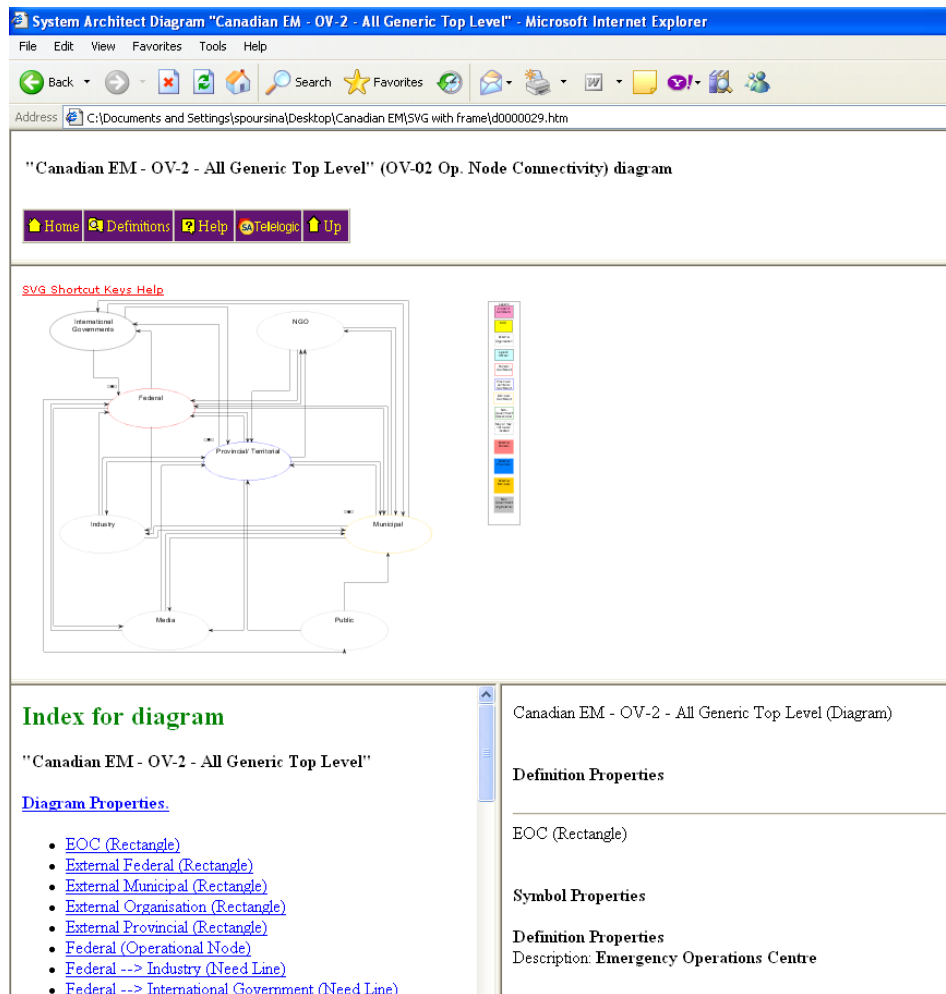 System Architect Diagram "Canadian EM - OV-2 - All Generic Top Level" - Microsoft Internet Explorer
File Edit View Favorites Tools Help
Back Search Favorites
Address C:\Documents and Settings\spoursina\Desktop\Canadian EM\SVG with frame\d0000029.htm
"Canadian EM - OV-2 - All Generic Top Level" (OV-02 Op. Node Connectivity) diagram
Home Definitions Help Telelogic Up
SVG Shortcut Keys Help
International
Governments
NGO
Federal
Provincial/ Territorial
Industry
Municipal
Media
Public
Index for diagram
"Canadian EM - OV-2 - All Generic Top Level"
Diagram Properties.
EOC (Rectangle)
External Federal (Rectangle)
External Municipal (Rectangle)
External Organisation (Rectangle)
External Provincial (Rectangle)
Federal (Operational Node)
Federal --> Industry (Need Line)
Federal --> International Government (Need Line)
Canadian EM - OV-2 - All Generic Top Level (Diagram)
Definition Properties
EOC (Rectangle)
Symbol Properties
Definition Properties
Description: Emergency Operations Centre